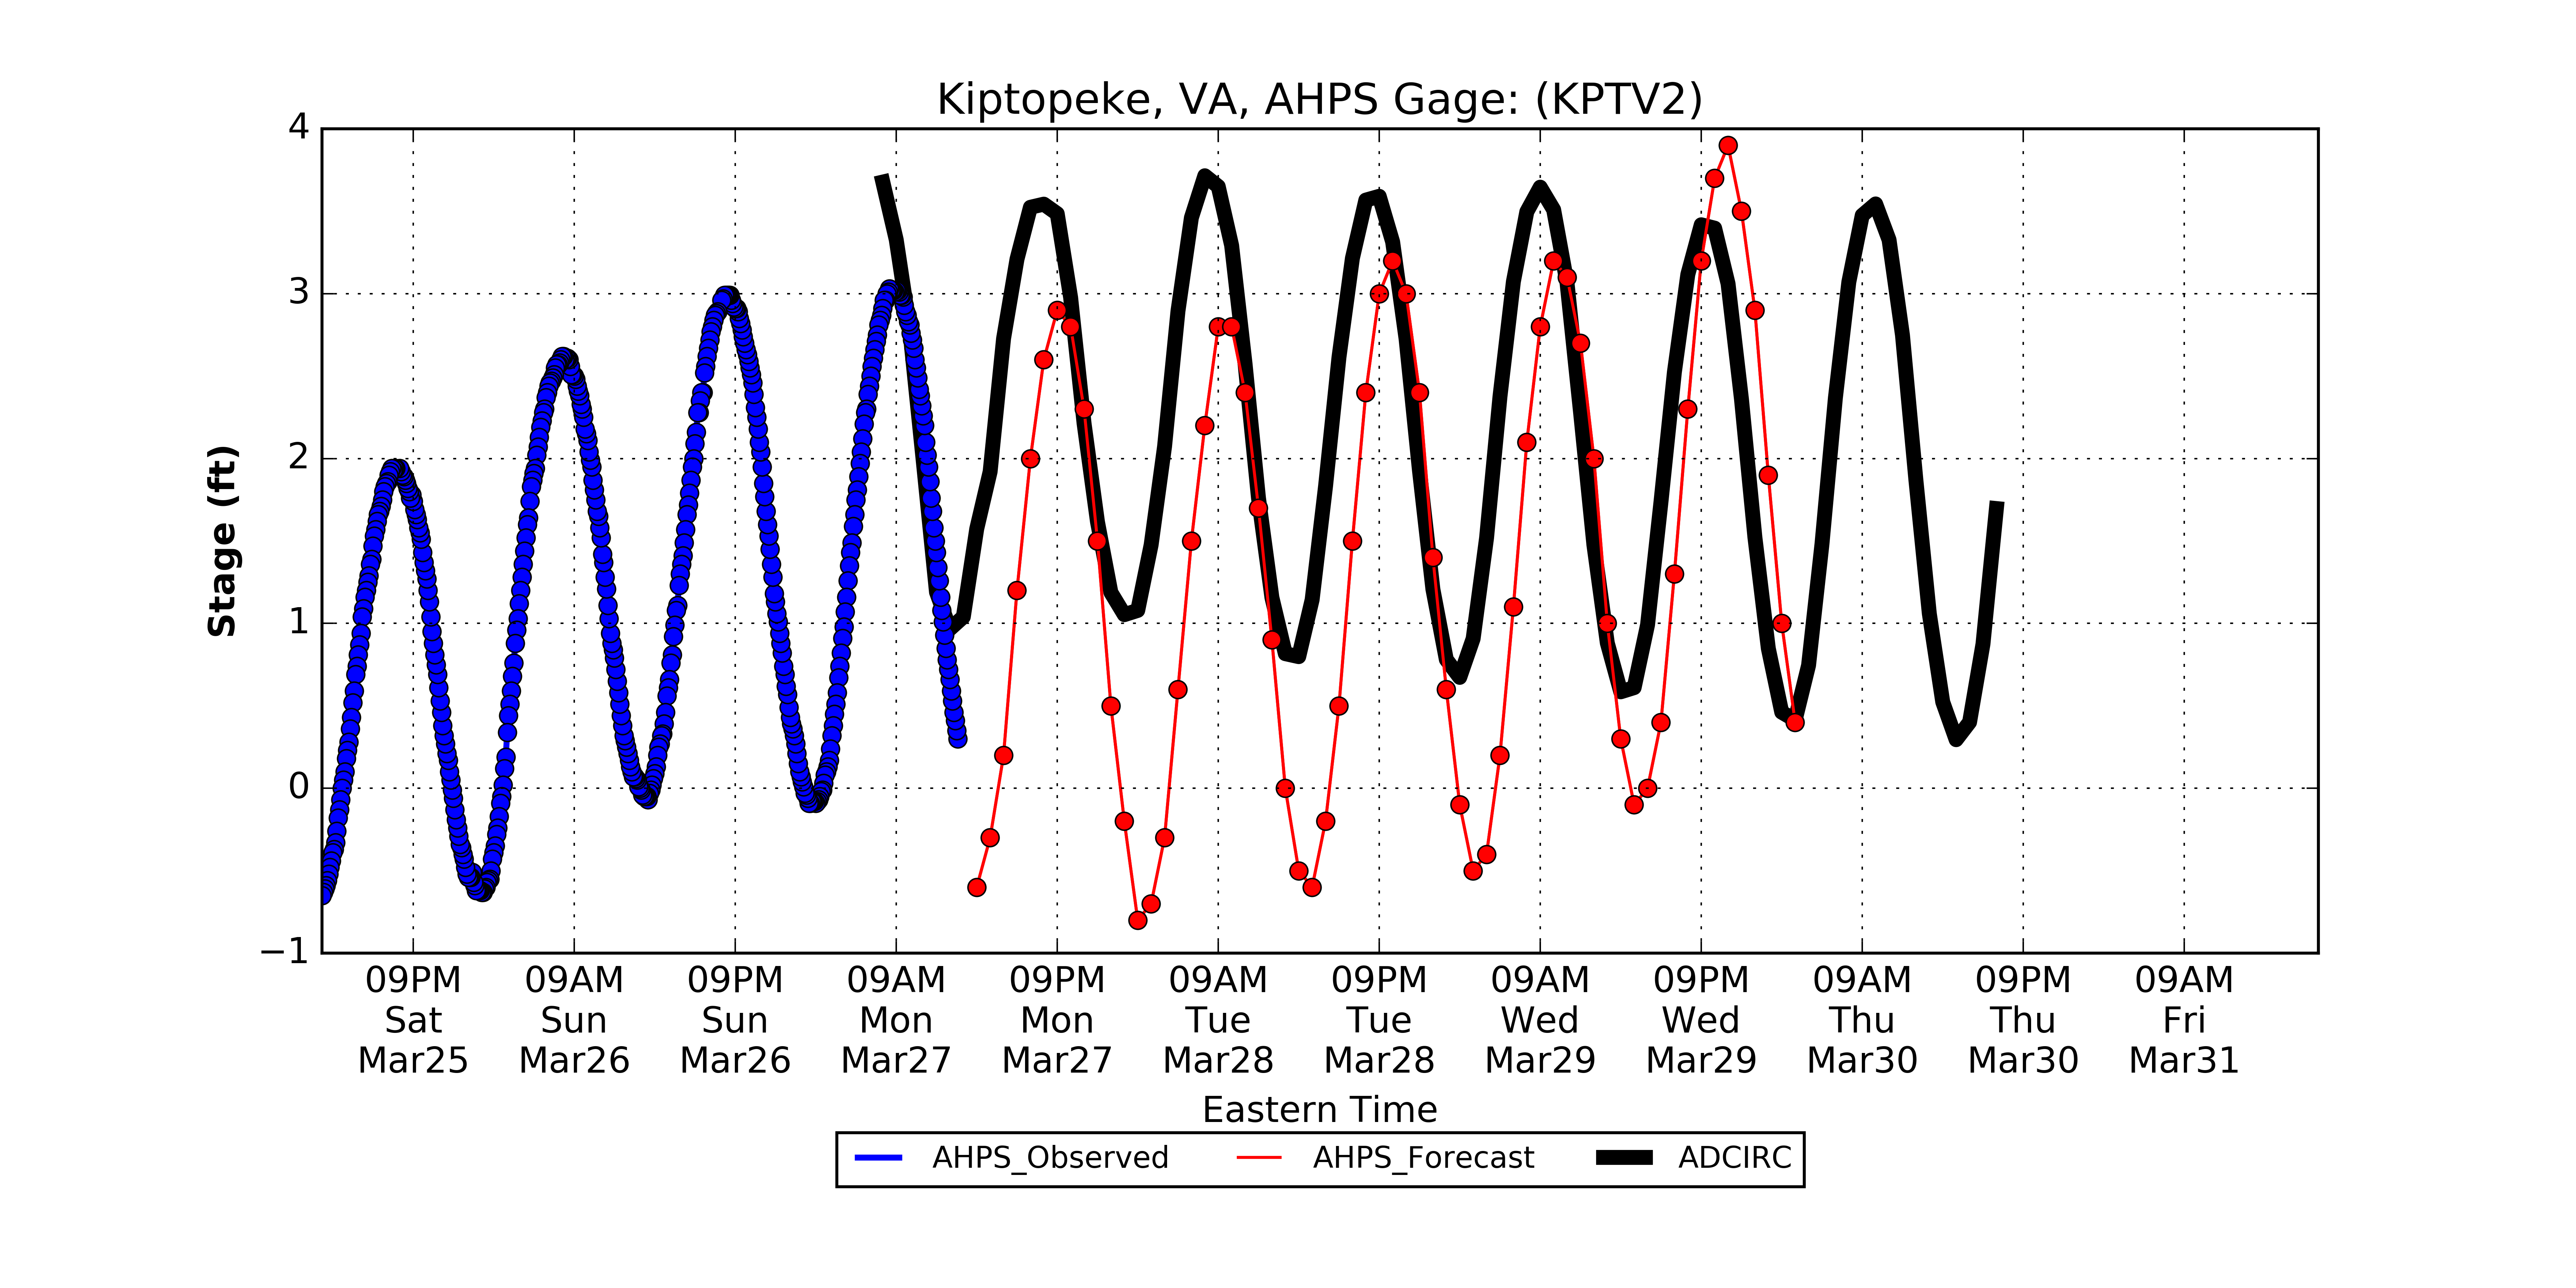 Kiptopeke, VA, AHPS Gage: (KPTV2)
4
3
2
1
0
−1
Stage (ft)
09PM 09AM 09PM 09AM 09PM 09AM 09PM 09AM 09PM 09AM 09PM 09AM
Sat Sun Sun Mon Mon Tue Tue Wed Wed Thu Thu Fri
Mar25 Mar26 Mar26 Mar27 Mar27 Mar28 Mar28 Mar29 Mar29 Mar30 Mar30 Mar31
Eastern Time
AHPS_Observed AHPS_Forecast ADCIRC